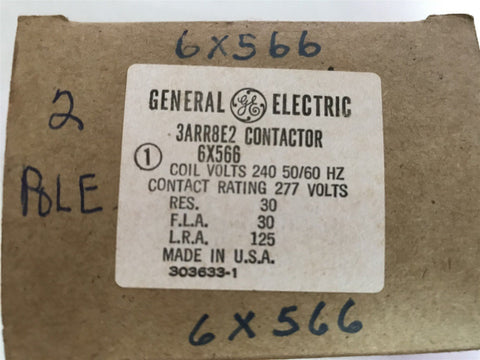 6X566
2
POLE
GENERAL GE ELECTRIC
3ARR8E2 CONTACTOR
1 6X566
COIL VOLTS 240 50/60 HZ
CONTACT RATING 277 VOLTS
RES. 30
F.L.A. 30
L.R.A. 125
MADE IN U.S.A.
303633-1
6X566